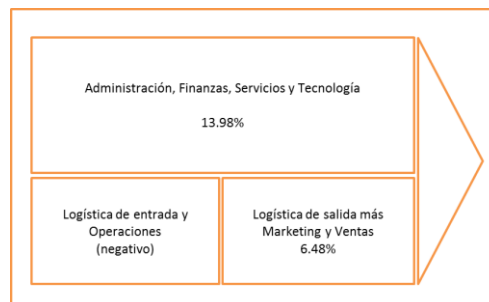 Administración, Finanzas, Servicios y Tecnología
13.98%
Logística de entrada y
Operaciones
(negativo)
Logística de salida más
Marketing y Ventas
6.48%